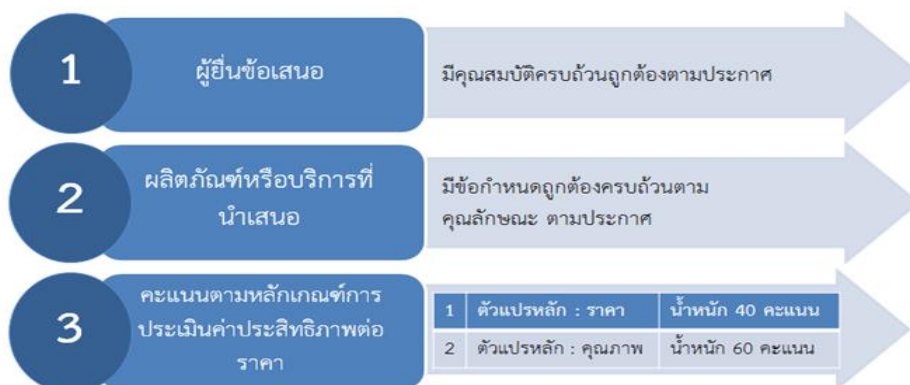 1
ผู้ยื่นข้อเสนอ
มีคุณสมบัติครบถ้วนถูกต้องตามประกาศ
2
ผลิตภัณฑ์หรือบริการที่
นำเสนอ
มีข้อกำหนดถูกต้องครบถ้วนตาม
คุณลักษณะ ตามประกาศ
3
คะแนนตามหลักเกณฑ์การ
ประเมินค่าประสิทธิภาพต่อ
ราคา
1 ตัวแปรหลัก : ราคา น้ำหนัก 40 คะแนน
2 ตัวแปรหลัก : คุณภาพ น้ำหนัก 60 คะแนน